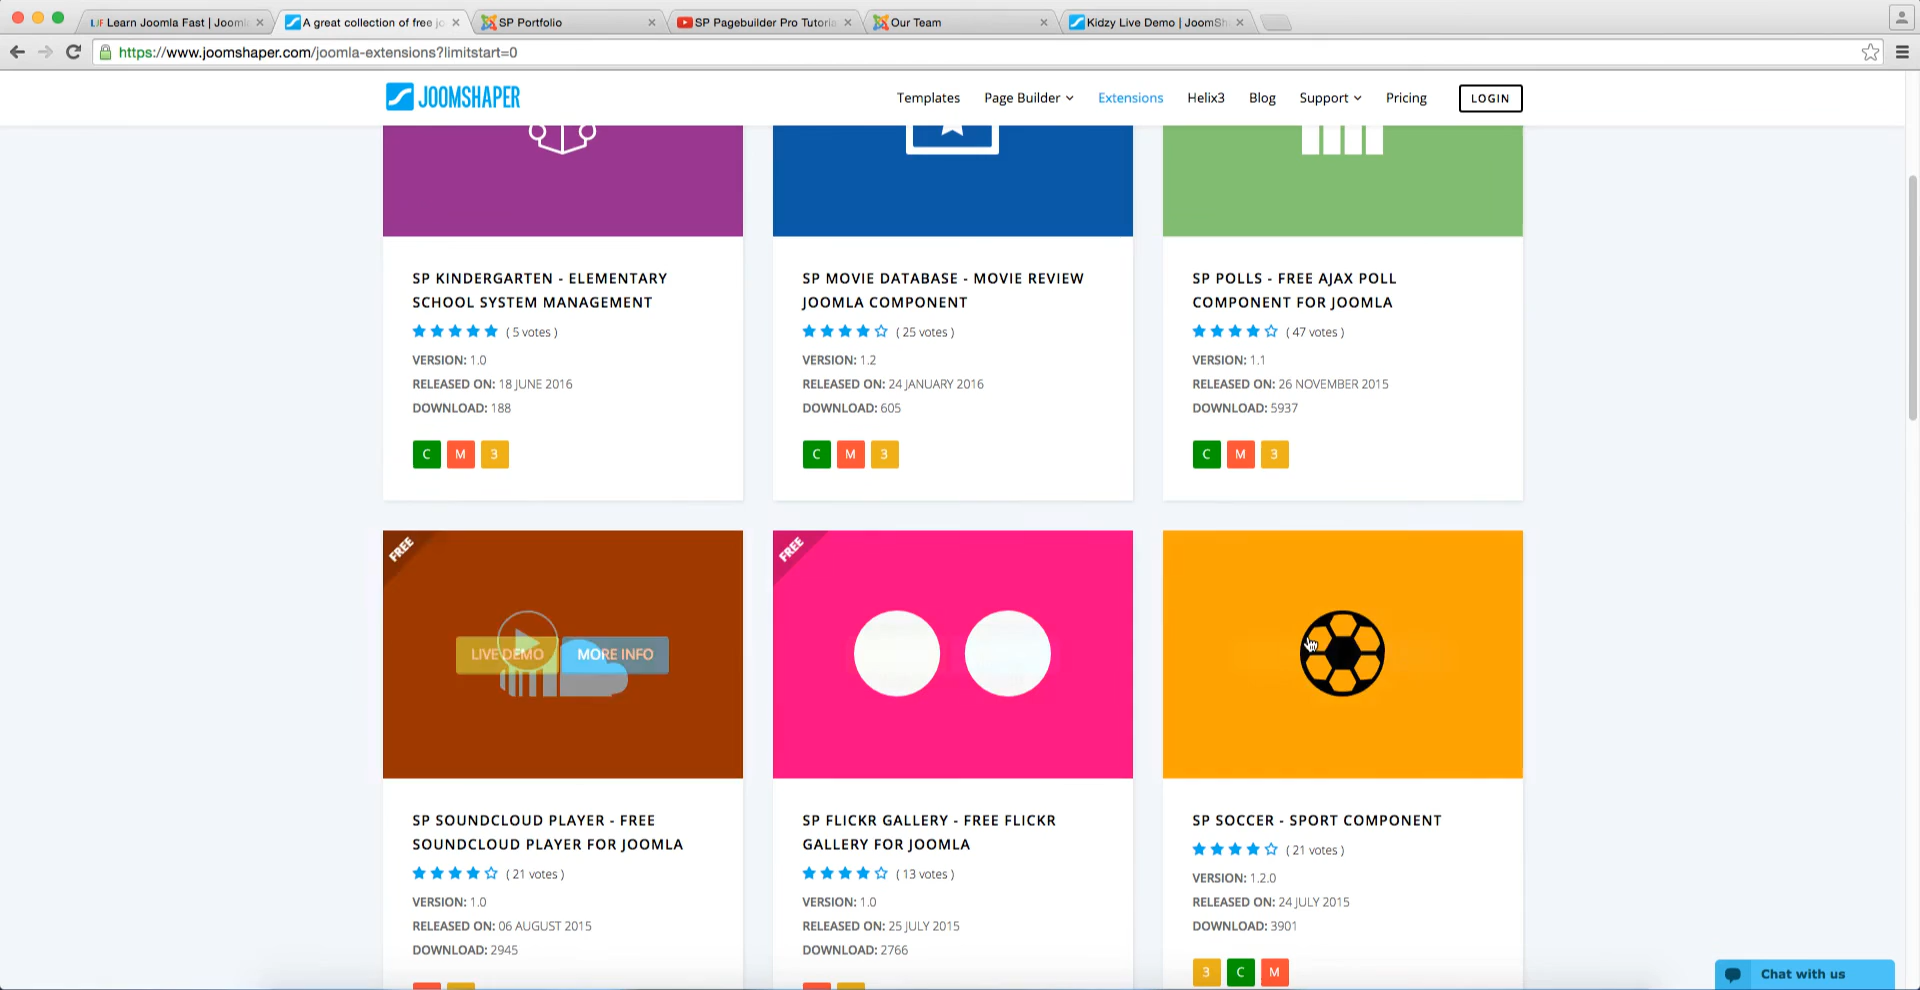 LJF Learn Joomla Fast | Jooml
A great collection of free jo
SP Portfolio
SP Pagebuilder Pro Tutoria
Our Team
Kidzy Live Demo | JoomSh
https://www.joomshaper.com/joomla-extensions?limitstart=0
JOOMSHAPER
Templates
Page Builder
Extensions
Helix3
Blog
Support
Pricing
LOGIN
SP KINDERGARTEN - ELEMENTARY
SCHOOL SYSTEM MANAGEMENT
( 5 votes )
VERSION: 1.0
RELEASED ON: 18 JUNE 2016
DOWNLOAD: 188
C M 3
SP MOVIE DATABASE - MOVIE REVIEW
JOOMLA COMPONENT
( 25 votes )
VERSION: 1.2
RELEASED ON: 24 JANUARY 2016
DOWNLOAD: 605
C M 3
SP POLLS - FREE AJAX POLL
COMPONENT FOR JOOMLA
( 47 votes )
VERSION: 1.1
RELEASED ON: 26 NOVEMBER 2015
DOWNLOAD: 5937
C M 3
FREE
LIVE DEMO
MORE INFO
SP SOUNDCLOUD PLAYER - FREE
SOUNDCLOUD PLAYER FOR JOOMLA
( 21 votes )
VERSION: 1.0
RELEASED ON: 06 AUGUST 2015
DOWNLOAD: 2945
FREE
SP FLICKR GALLERY - FREE FLICKR
GALLERY FOR JOOMLA
( 13 votes )
VERSION: 1.0
RELEASED ON: 25 JULY 2015
DOWNLOAD: 2766
SP SOCCER - SPORT COMPONENT
( 21 votes )
VERSION: 1.2.0
RELEASED ON: 24 JULY 2015
DOWNLOAD: 3901
3 C M
Chat with us